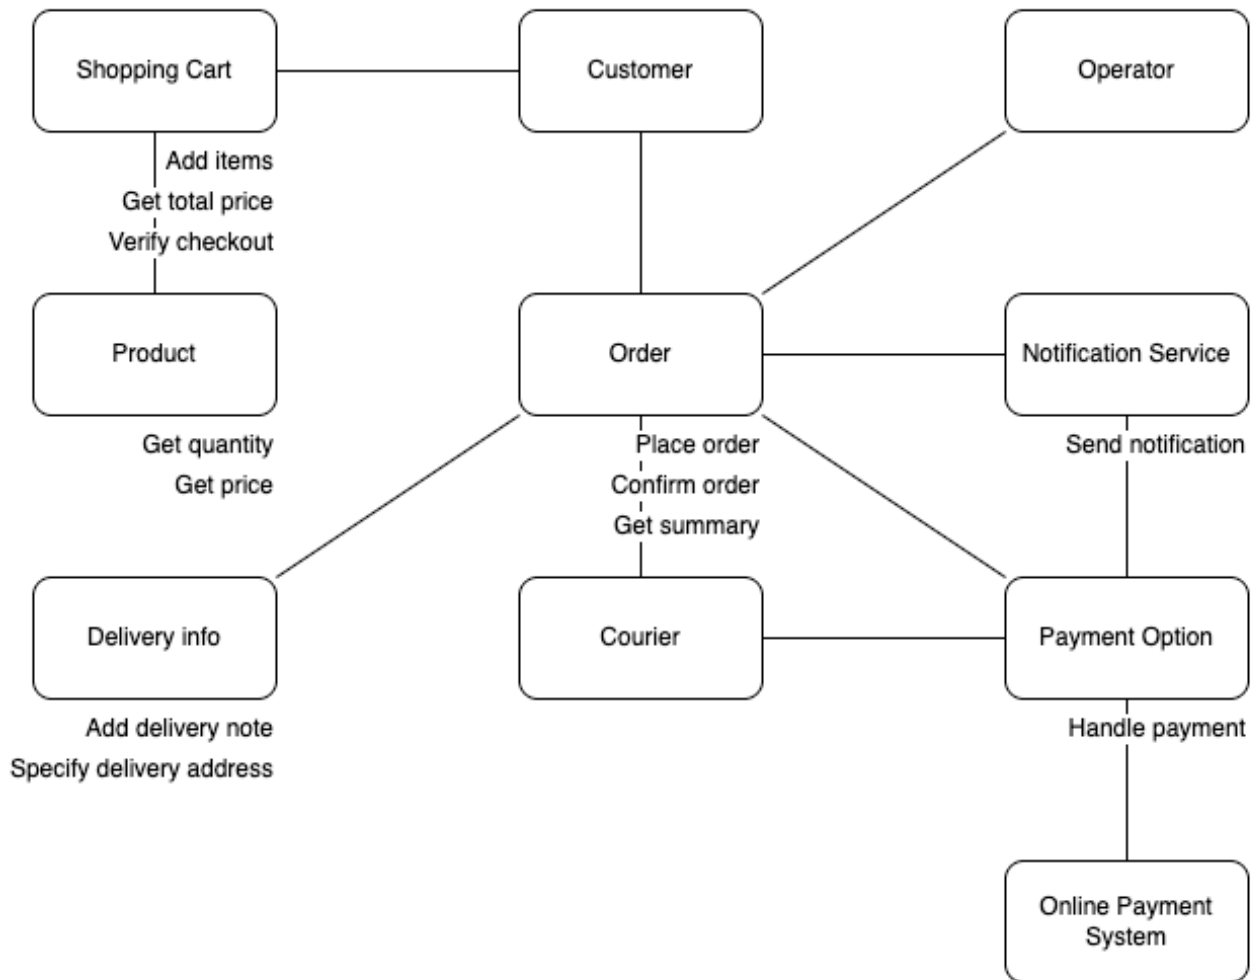 Shopping Cart
Customer
Operator
Add items
Get total price
Verify checkout
Product
Order
Notification Service
Get quantity
Get price
Place order
Confirm order
Get summary
Send notification
Delivery info
Courier
Payment Option
Add delivery note
Specify delivery address
Handle payment
Online Payment
System